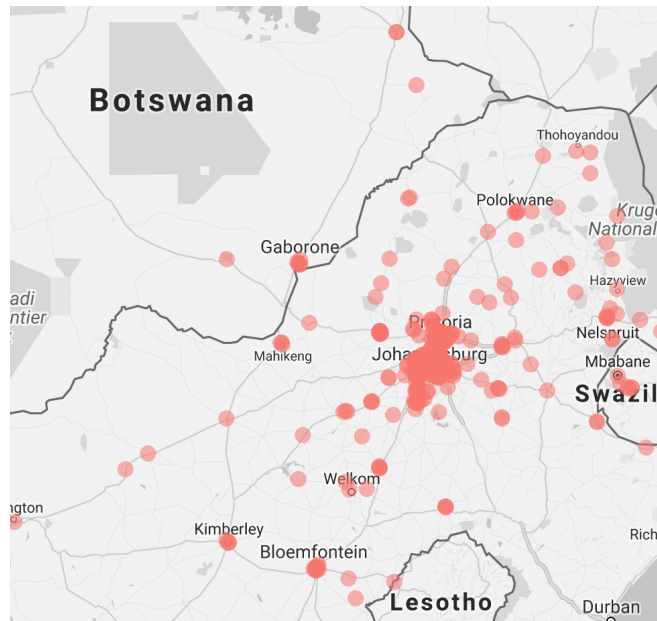 Botswana
Thohoyandou
Polokwane
Kruge
National
Gaborone
Hazyview
adi
ntier
Pretoria
Nelspruit
Mahikeng
Johannesburg
Mbabane
Swazil
Welkom
ngton
Kimberley
Rich
Bloemfontein
Lesotho
Durban